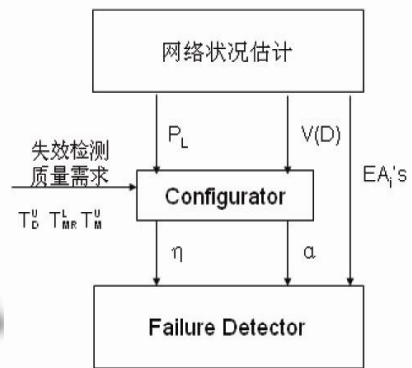 网络状况估计
P_L V(D)
失效检测
质量需求
EA_i's
Configurator
T_D^U T_MR^L T_M^U
η α
Failure Detector